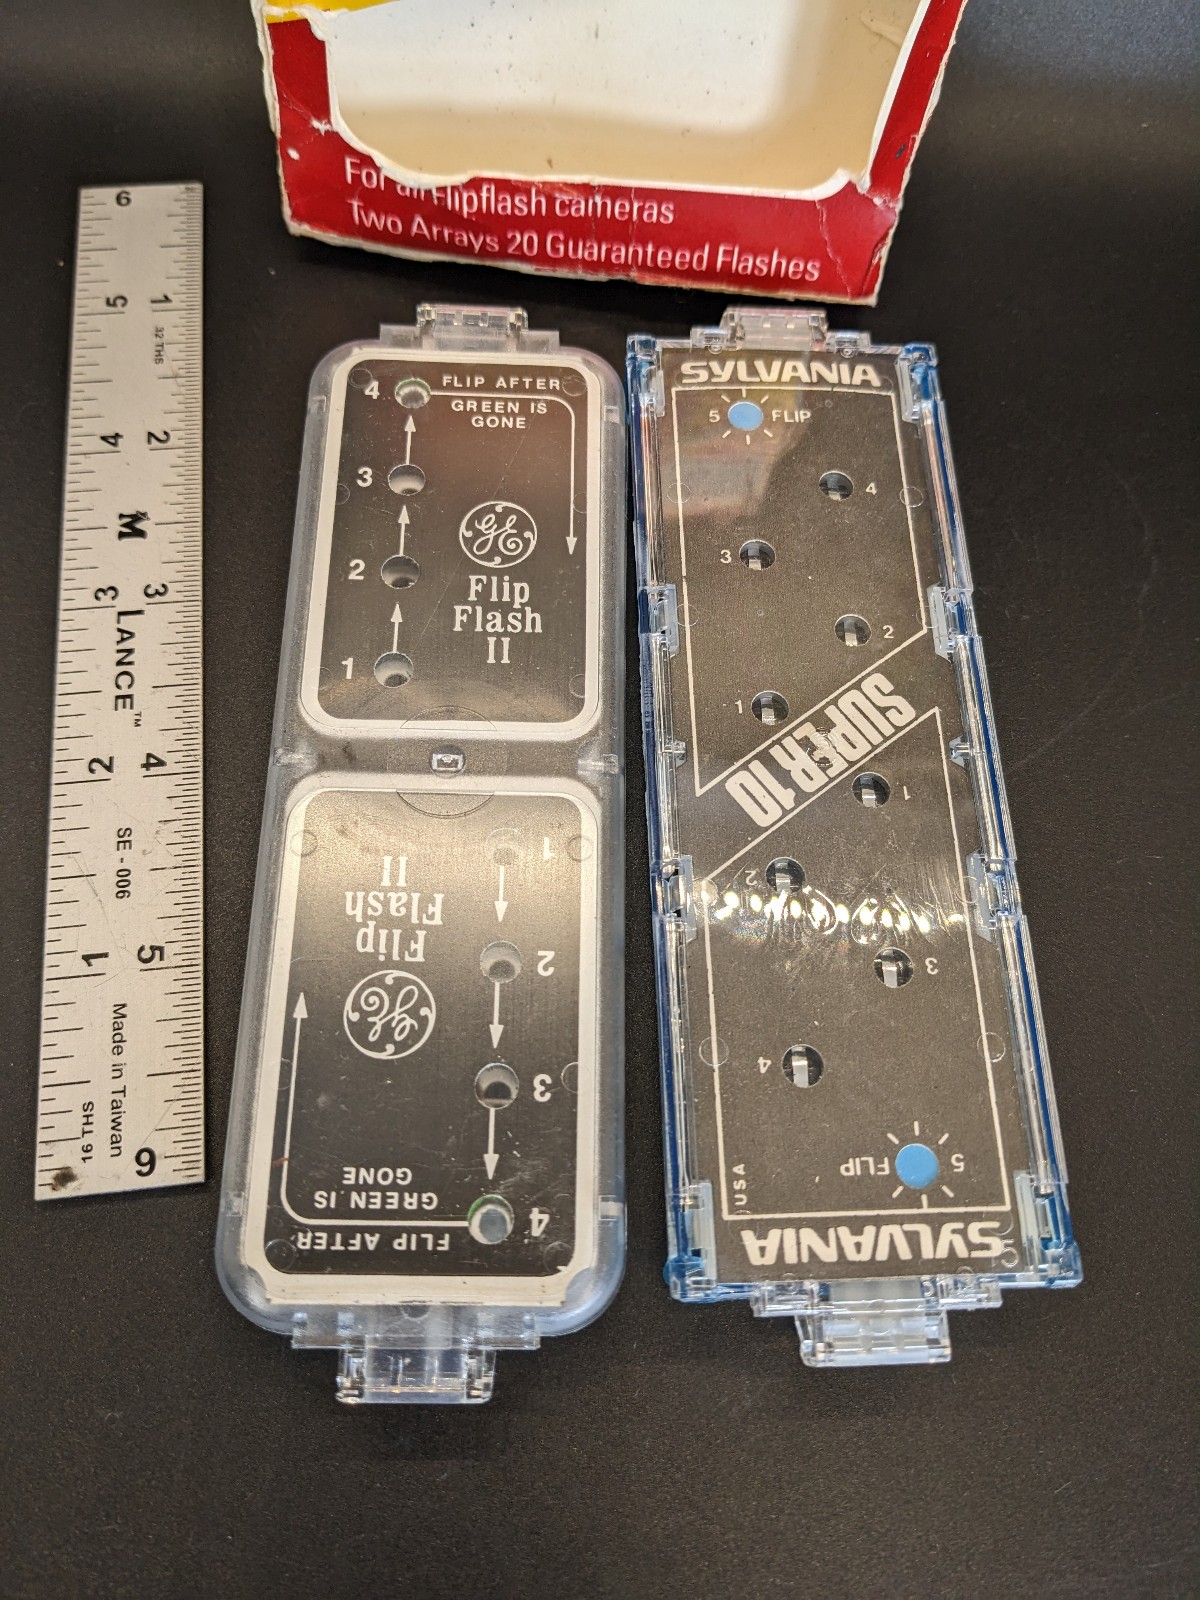 For all Flipflash cameras
Two Arrays 20 Guaranteed Flashes
6
5 1
32 THS
4 2
M
3 3
LANCE™
2 4
SE - 006
1 5
Made in Taiwan
16 THS
6
4 FLIP AFTER
GREEN IS
GONE
3
GE
2
Flip
Flash
II
1
1
Flip
Flash
II
2
GE
3
GREEN IS
GONE
4 FLIP AFTER
SYLVANIA
5 FLIP
4
3
2
1
SUPER 10
1
2
3
4
5 FLIP
USA
SYLVANIA